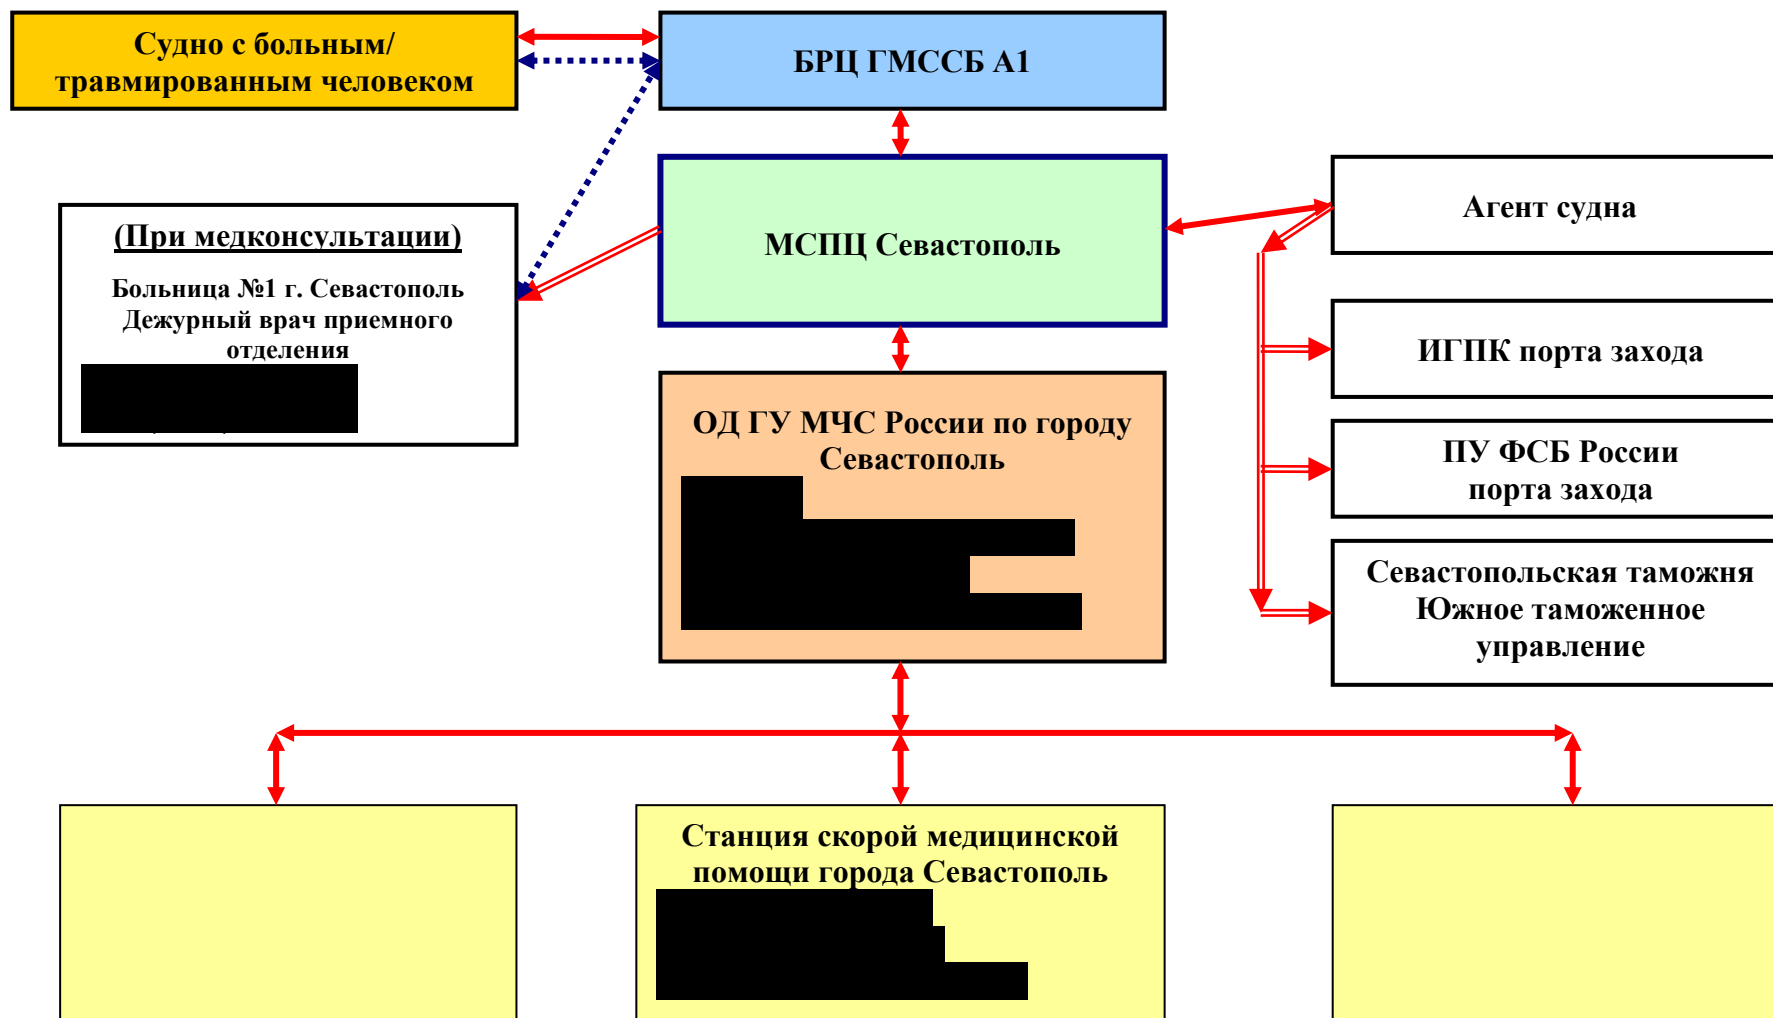 Судно с больным/
травмированным человеком
БРЦ ГМССБ А1
(При медконсультации)
Больница №1 г. Севастополь
Дежурный врач приемного
отделения
МСПЦ Севастополь
Агент судна
ИГПК порта захода
ОД ГУ МЧС России по городу
Севастополь
ПУ ФСБ России
порта захода
Севастопольская таможня
Южное таможенное
управление
Станция скорой медицинской
помощи города Севастополь